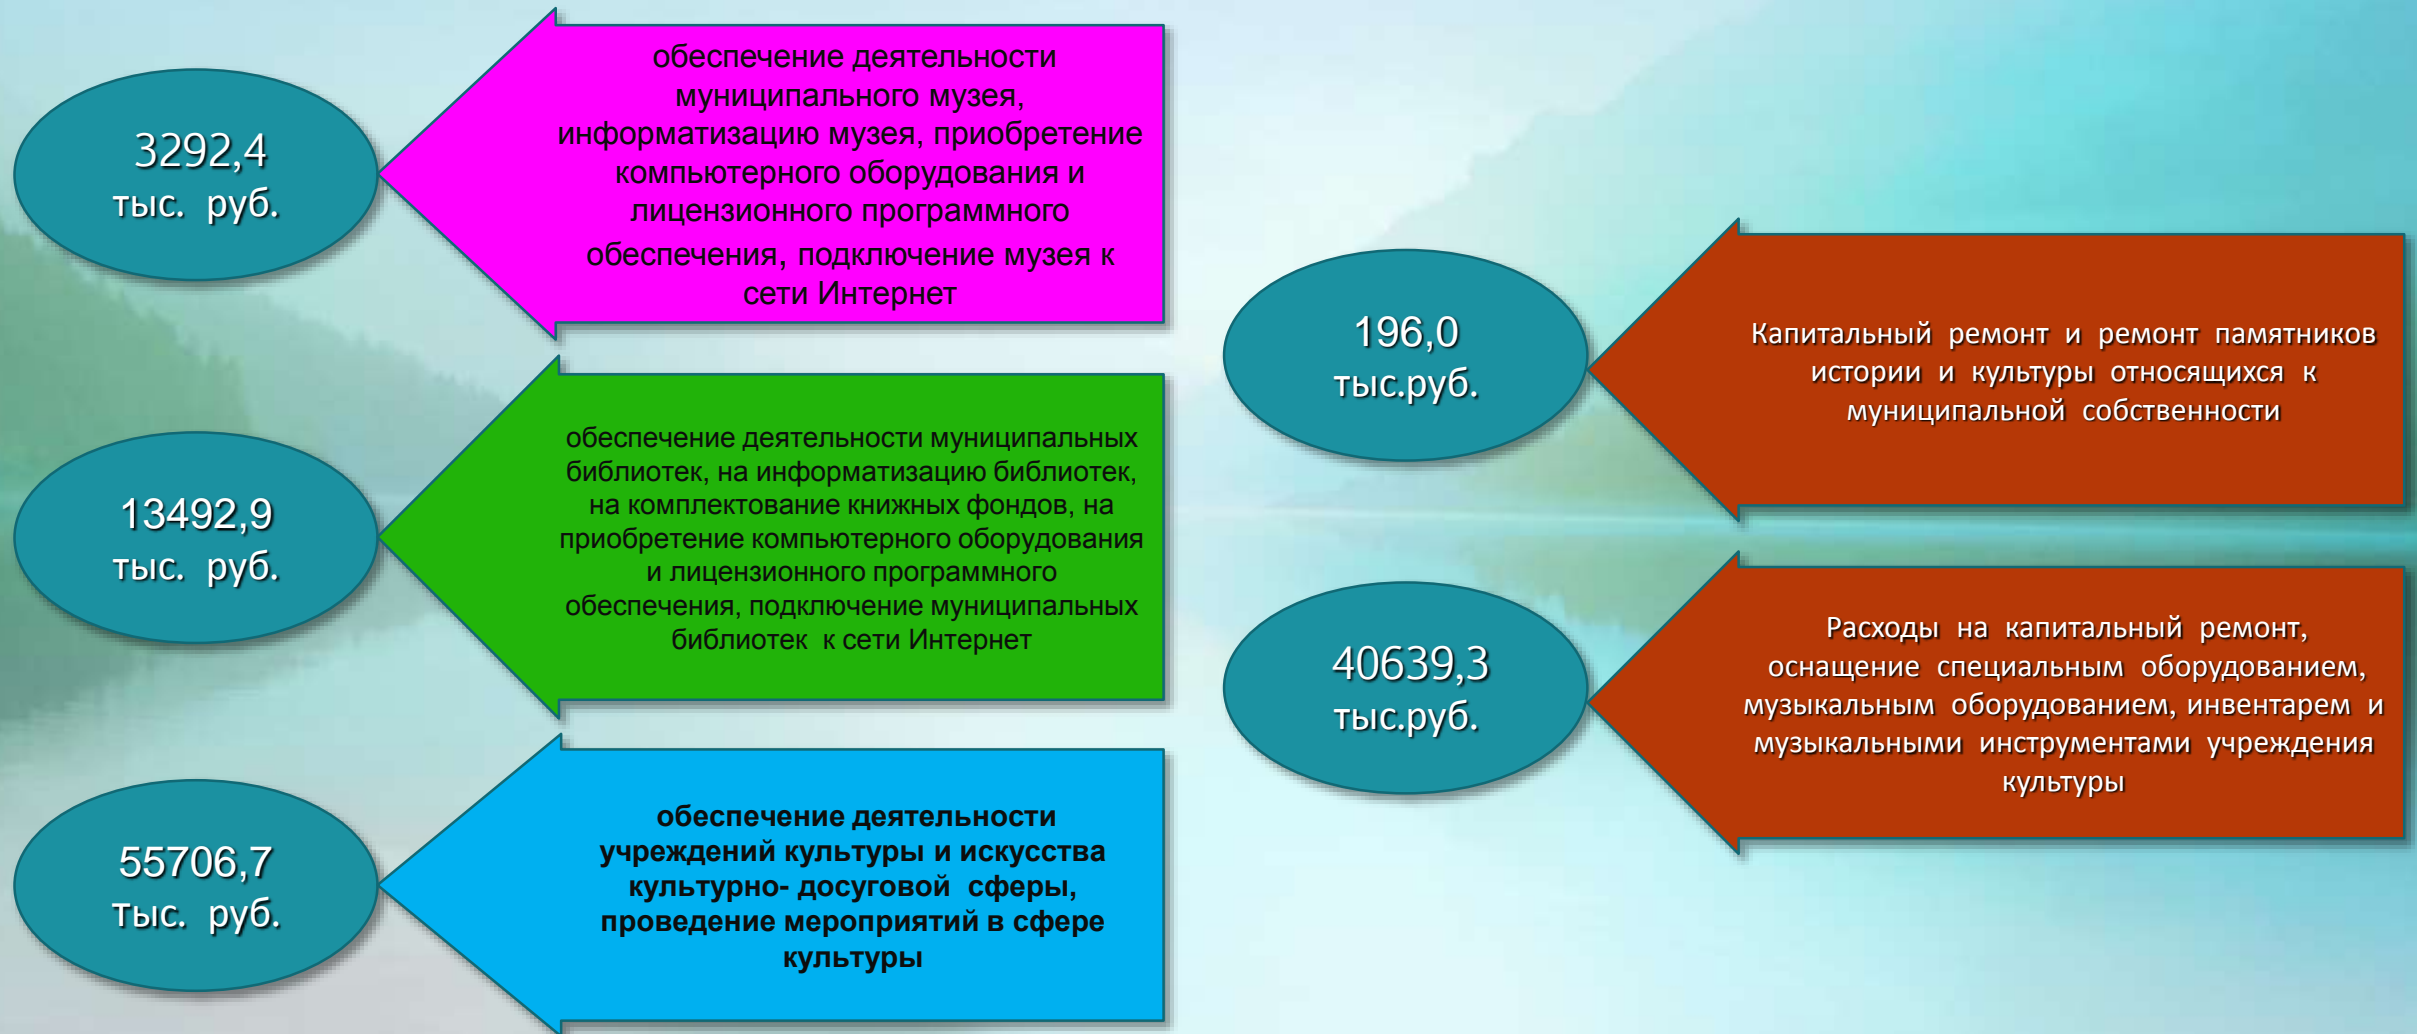 3292,4
тыс. руб.
обеспечение деятельности
муниципального музея,
информатизацию музея, приобретение
компьютерного оборудования и
лицензионного программного
обеспечения, подключение музея к
сети Интернет
13492,9
тыс. руб.
обеспечение деятельности муниципальных
библиотек, на информатизацию библиотек,
на комплектование книжных фондов, на
приобретение компьютерного оборудования
и лицензионного программного
обеспечения, подключение муниципальных
библиотек к сети Интернет
55706,7
тыс. руб.
обеспечение деятельности
учреждений культуры и искусства
культурно- досуговой сферы,
проведение мероприятий в сфере
культуры
196,0
тыс.руб.
Капитальный ремонт и ремонт памятников
истории и культуры относящихся к
муниципальной собственности
40639,3
тыс.руб.
Расходы на капитальный ремонт,
оснащение специальным оборудованием,
музыкальным оборудованием, инвентарем и
музыкальными инструментами учреждения
культуры